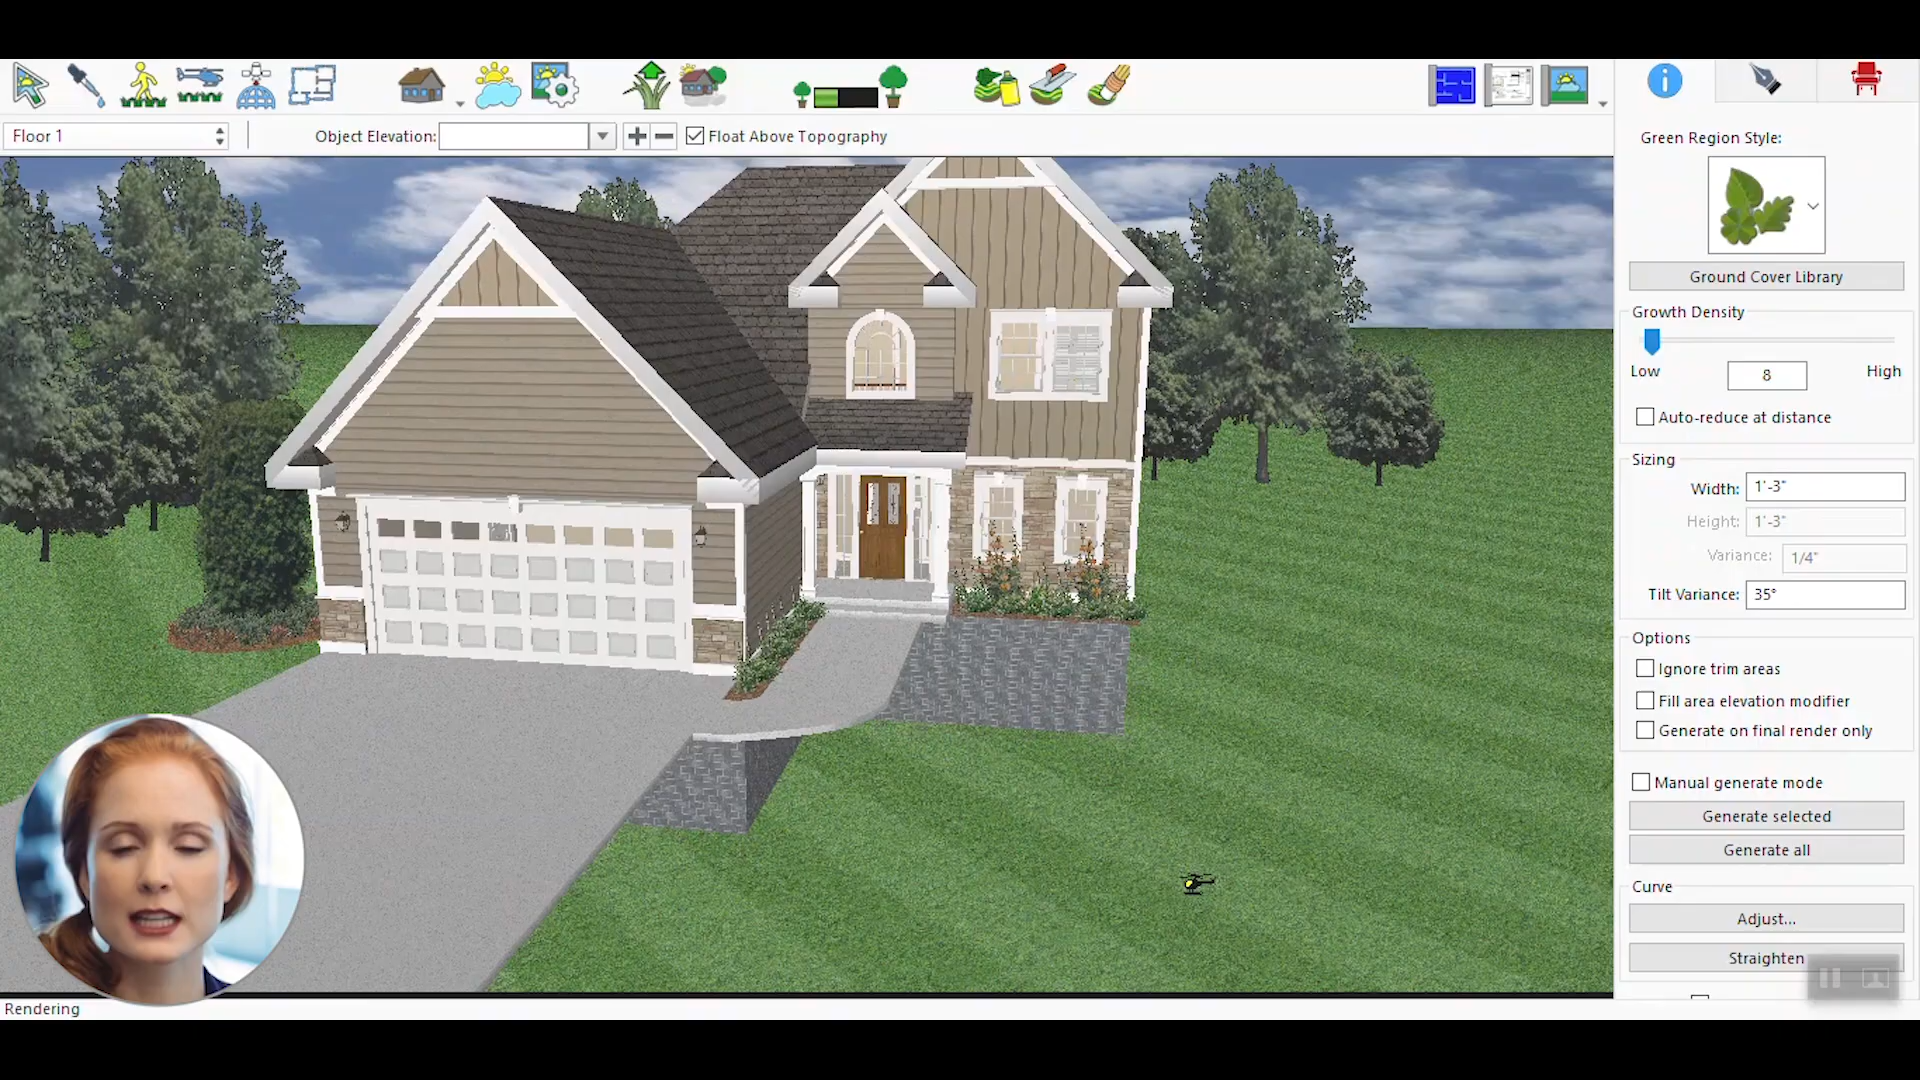 Floor 1
Object Elevation:
Float Above Topography
Green Region Style:
Ground Cover Library
Growth Density
Low
8
High
Auto-reduce at distance
Sizing
Width: 1'-3"
Height: 1'-3"
Variance: 1/4"
Tilt Variance: 35°
Options
Ignore trim areas
Fill area elevation modifier
Generate on final render only
Manual generate mode
Generate selected
Generate all
Curve
Adjust...
Straighten
Rendering